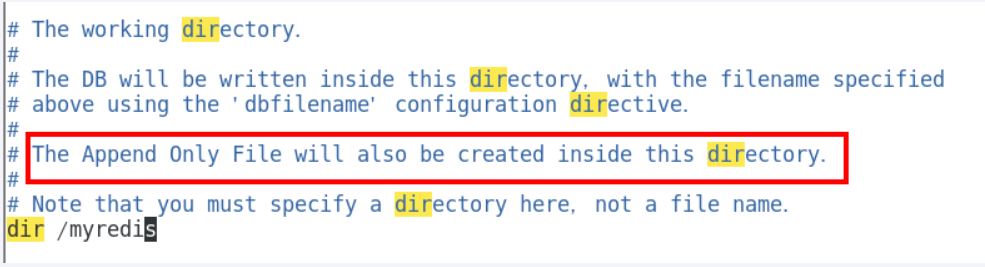 # The working directory.
#
# The DB will be written inside this directory, with the filename specified
# above using the 'dbfilename' configuration directive.
#
# The Append Only File will also be created inside this directory.
#
# Note that you must specify a directory here, not a file name.
dir /myredis